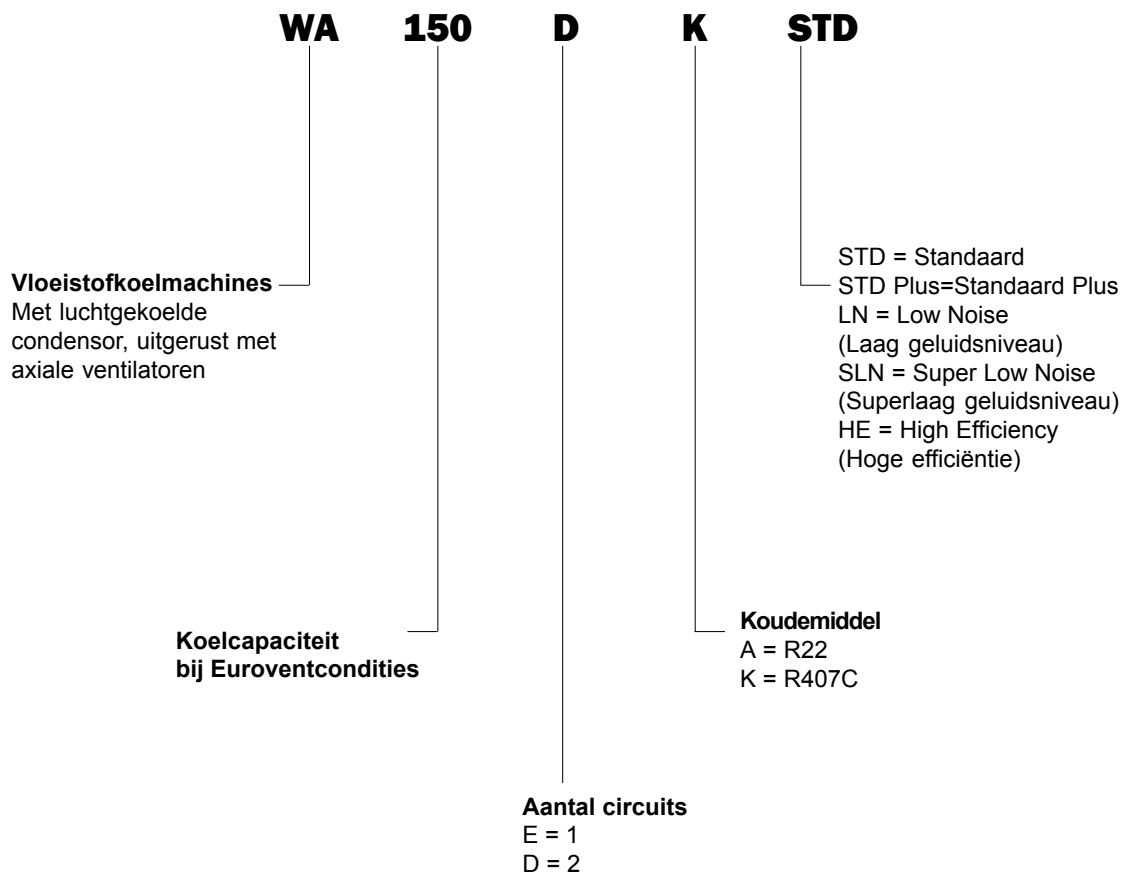 WA 150 D K STD
Vloeistofkoelmachines
Met luchtgekoelde
condensor, uitgerust met
axiale ventilatoren
STD = Standaard
STD Plus=Standaard Plus
LN = Low Noise
(Laag geluidsniveau)
SLN = Super Low Noise
(Superlaag geluidsniveau)
HE = High Efficiency
(Hoge efficiëntie)
Koelcapaciteit
bij Euroventcondities
Koudemiddel
A = R22
K = R407C
Aantal circuits
E = 1
D = 2